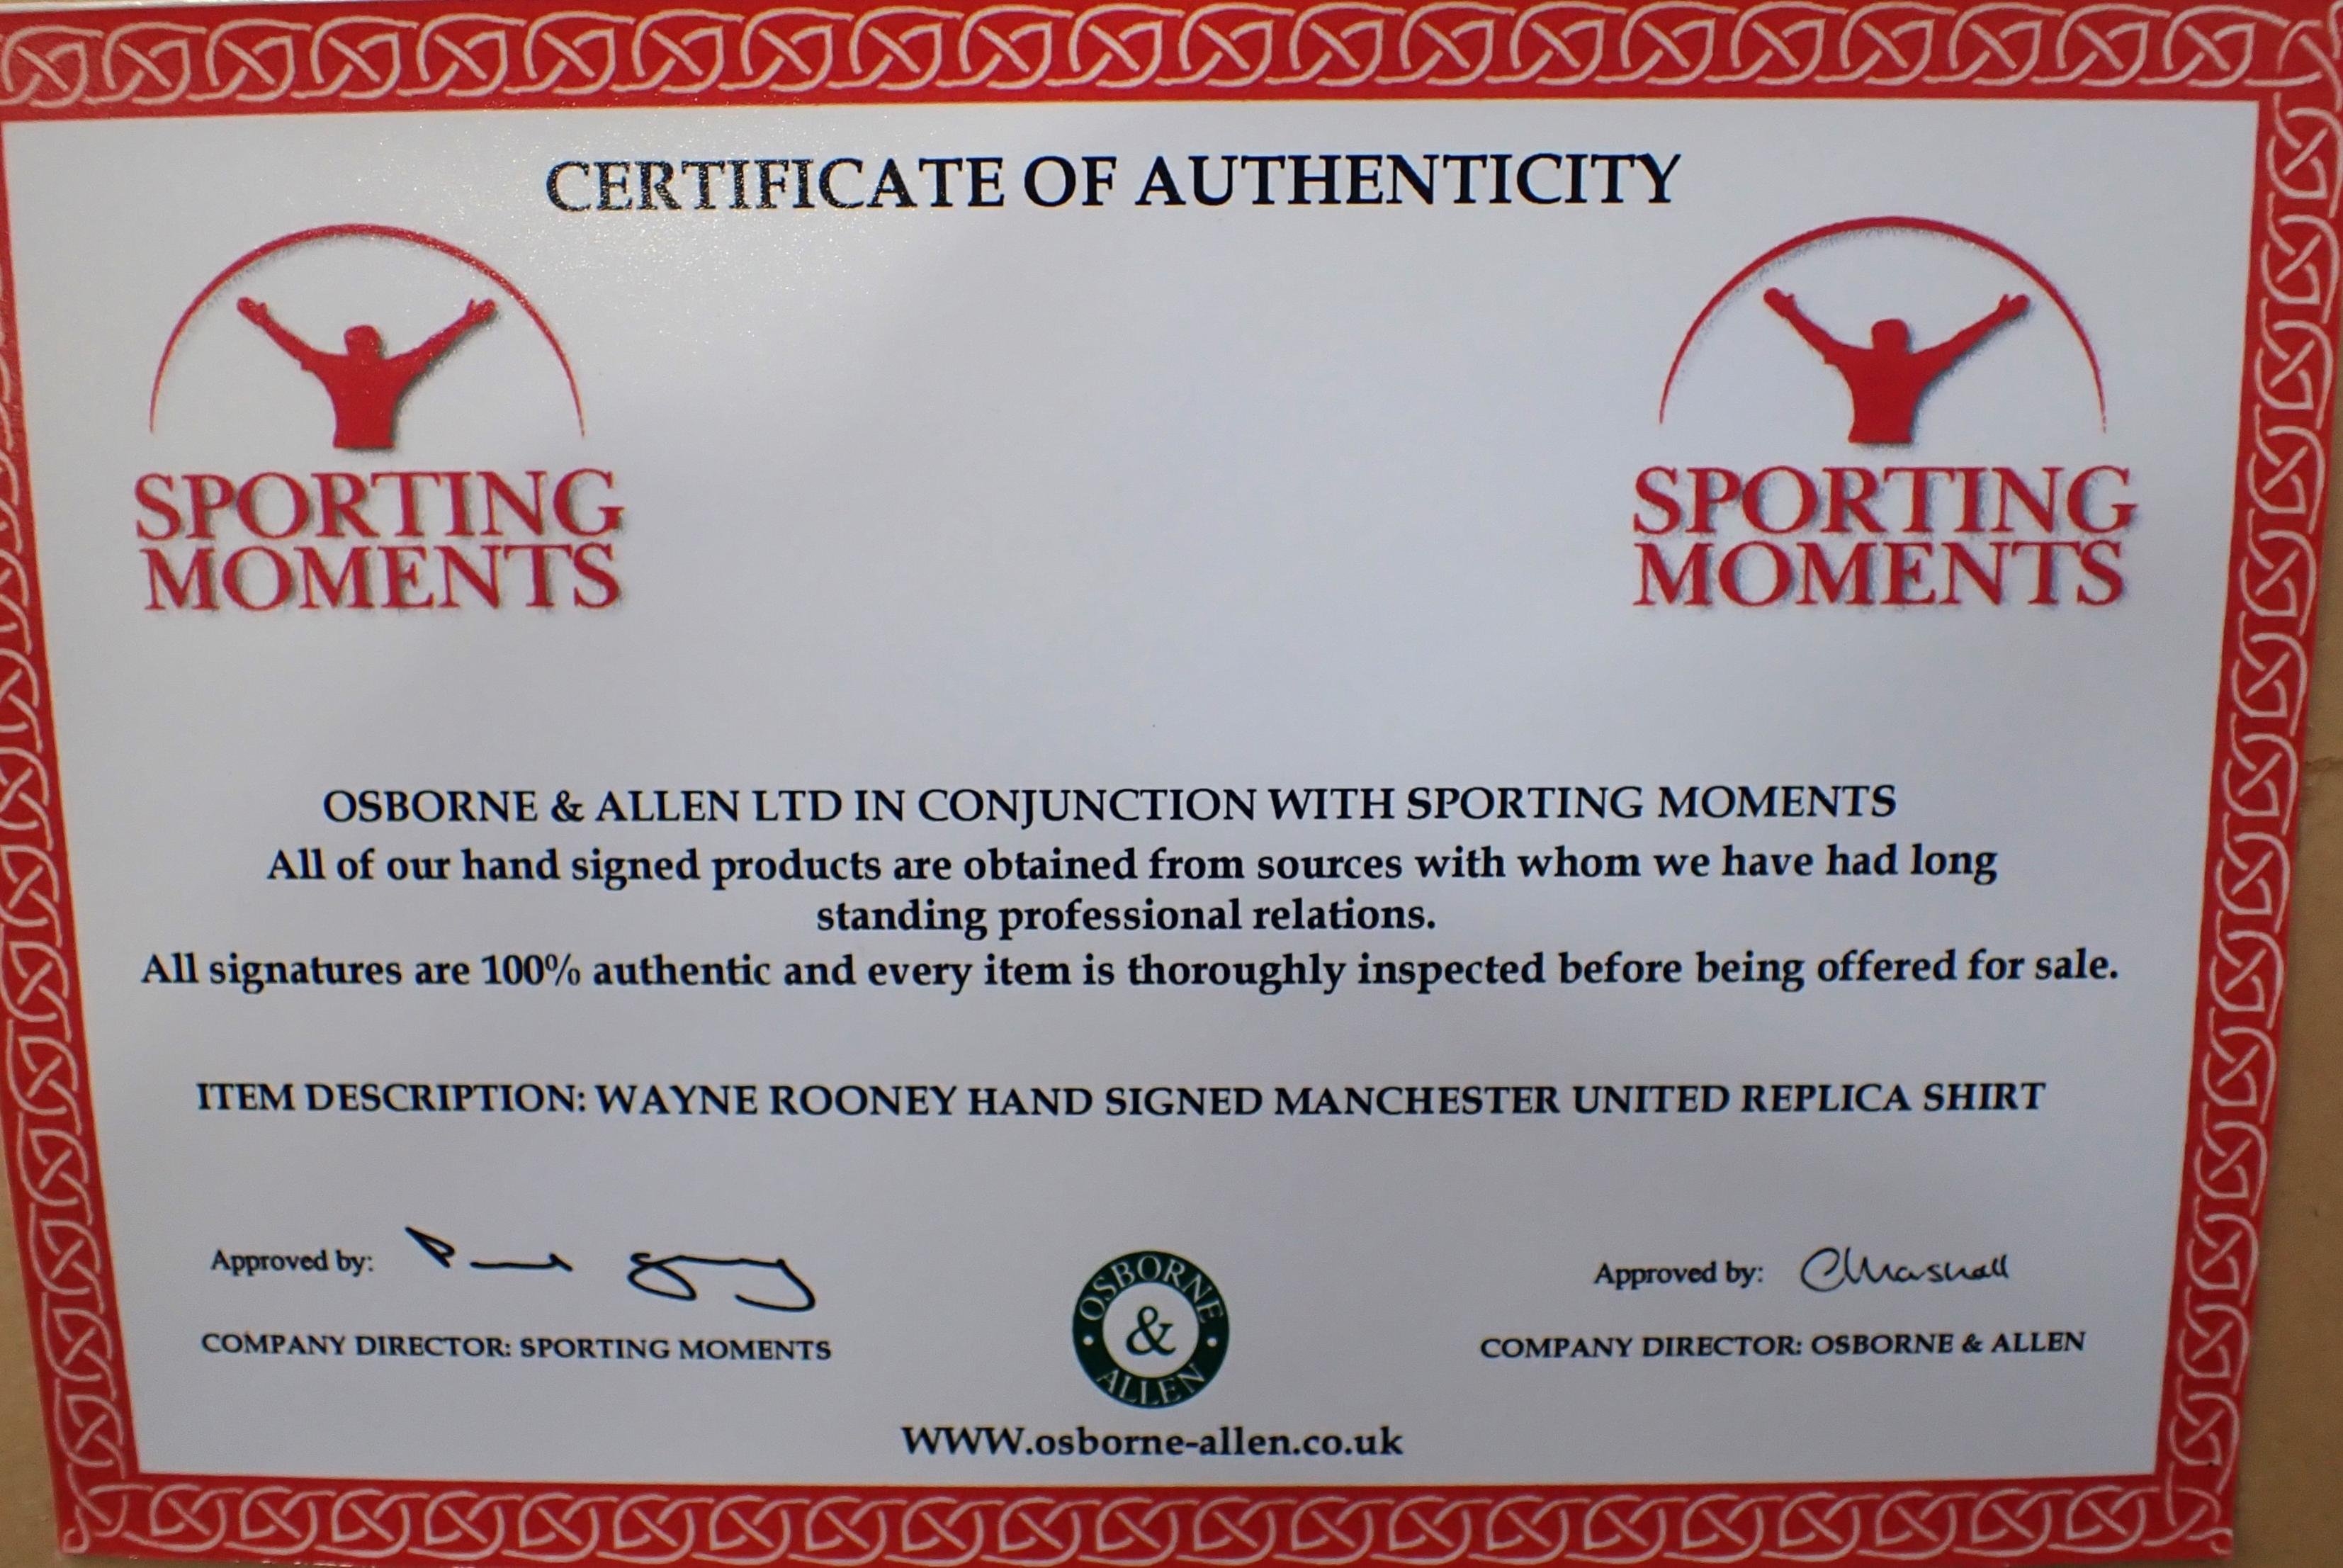 CERTIFICATE OF AUTHENTICITY
SPORTING
MOMENTS
SPORTING
MOMENTS
OSBORNE & ALLEN LTD IN CONJUNCTION WITH SPORTING MOMENTS
All of our hand signed products are obtained from sources with whom we have had long
standing professional relations.
All signatures are 100% authentic and every item is thoroughly inspected before being offered for sale.
ITEM DESCRIPTION: WAYNE ROONEY HAND SIGNED MANCHESTER UNITED REPLICA SHIRT
Approved by:
Approved by: CMarshall
COMPANY DIRECTOR: SPORTING MOMENTS
OSBORNE & ALLEN
COMPANY DIRECTOR: OSBORNE & ALLEN
WWW.osborne-allen.co.uk